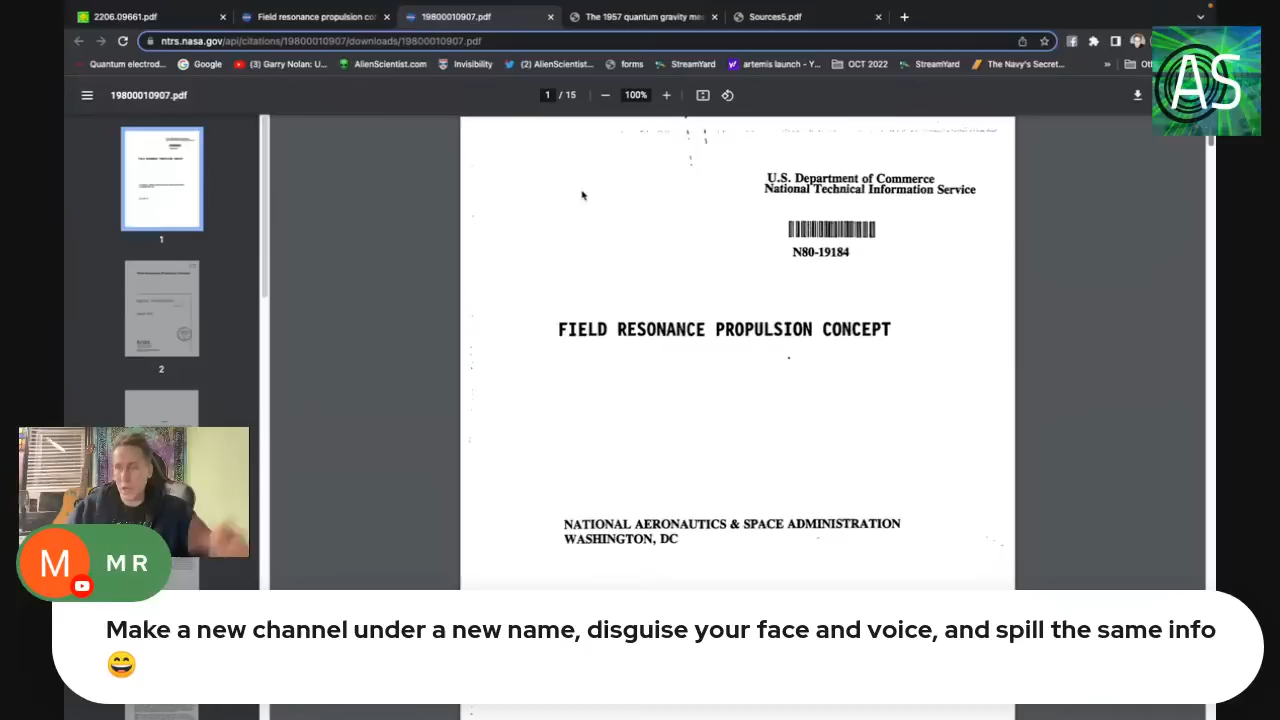 2206.09661.pdf
Field resonance propulsion co
19800010907.pdf
The 1957 quantum gravity me
Sources5.pdf
ntrs.nasa.gov/api/citations/19800010907/downloads/19800010907.pdf
Quantum electrod...
Google
(3) Garry Nolan: U...
AlienScientist.com
Invisibility
(2) AlienScientist...
forms
StreamYard
artemis launch - Y...
OCT 2022
StreamYard
The Navy's Secret...
»
19800010907.pdf
1 / 15
100%
AS
1
2
U.S. Department of Commerce
National Technical Information Service
N80-19184
FIELD RESONANCE PROPULSION CONCEPT
NATIONAL AERONAUTICS & SPACE ADMINISTRATION
WASHINGTON, DC
M
M R
Make a new channel under a new name, disguise your face and voice, and spill the same info
😄